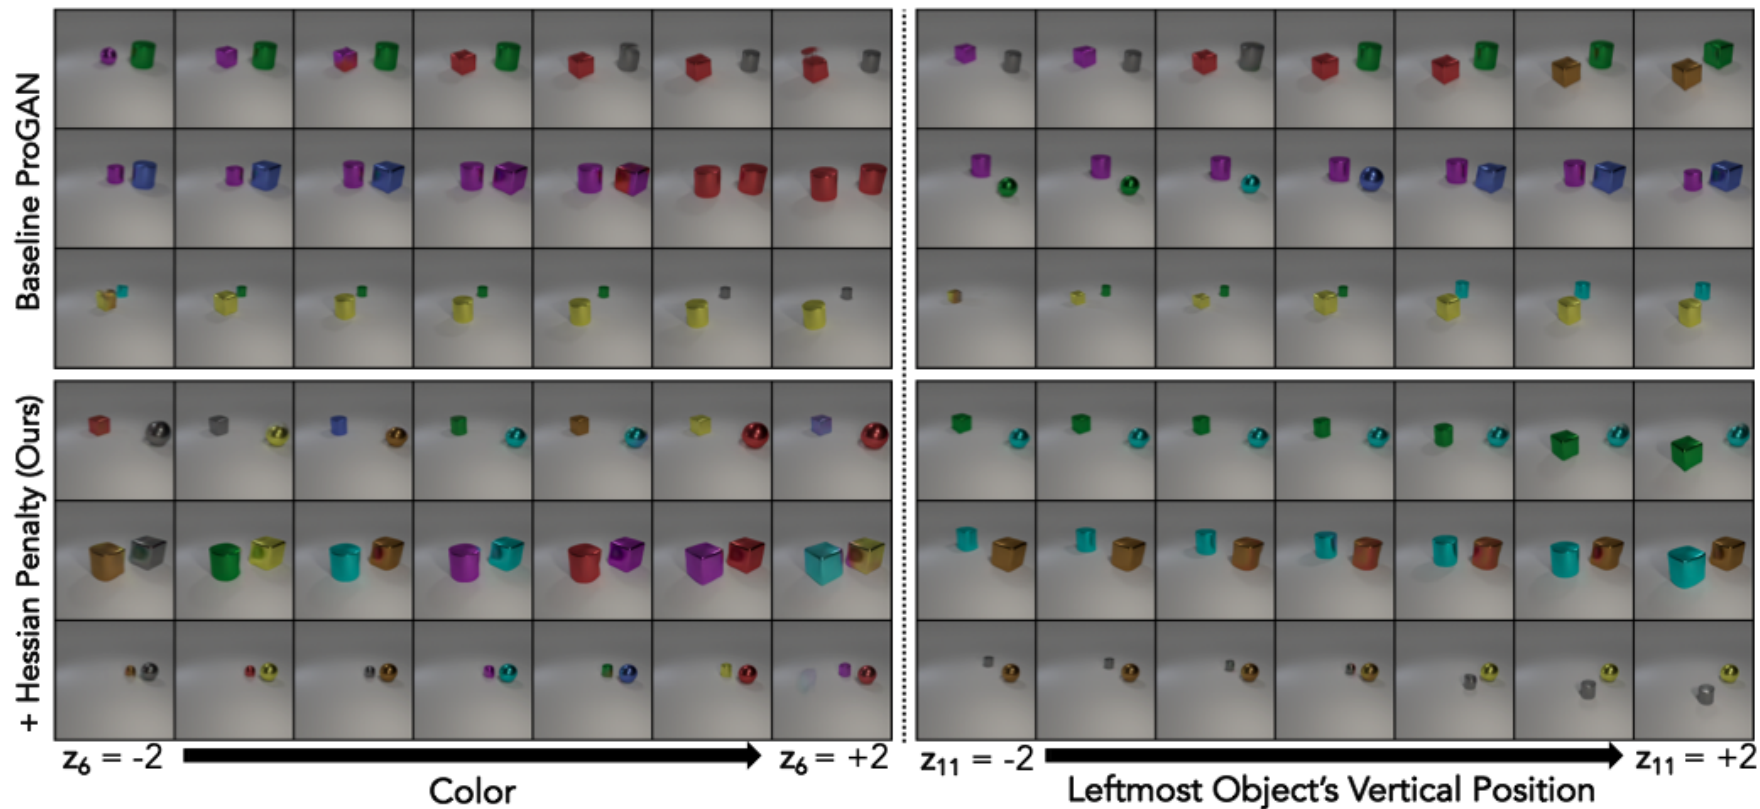 Baseline ProGAN
+ Hessian Penalty (Ours)
z6 = -2
z6 = +2
z11 = -2
z11 = +2
Color
Leftmost Object's Vertical Position